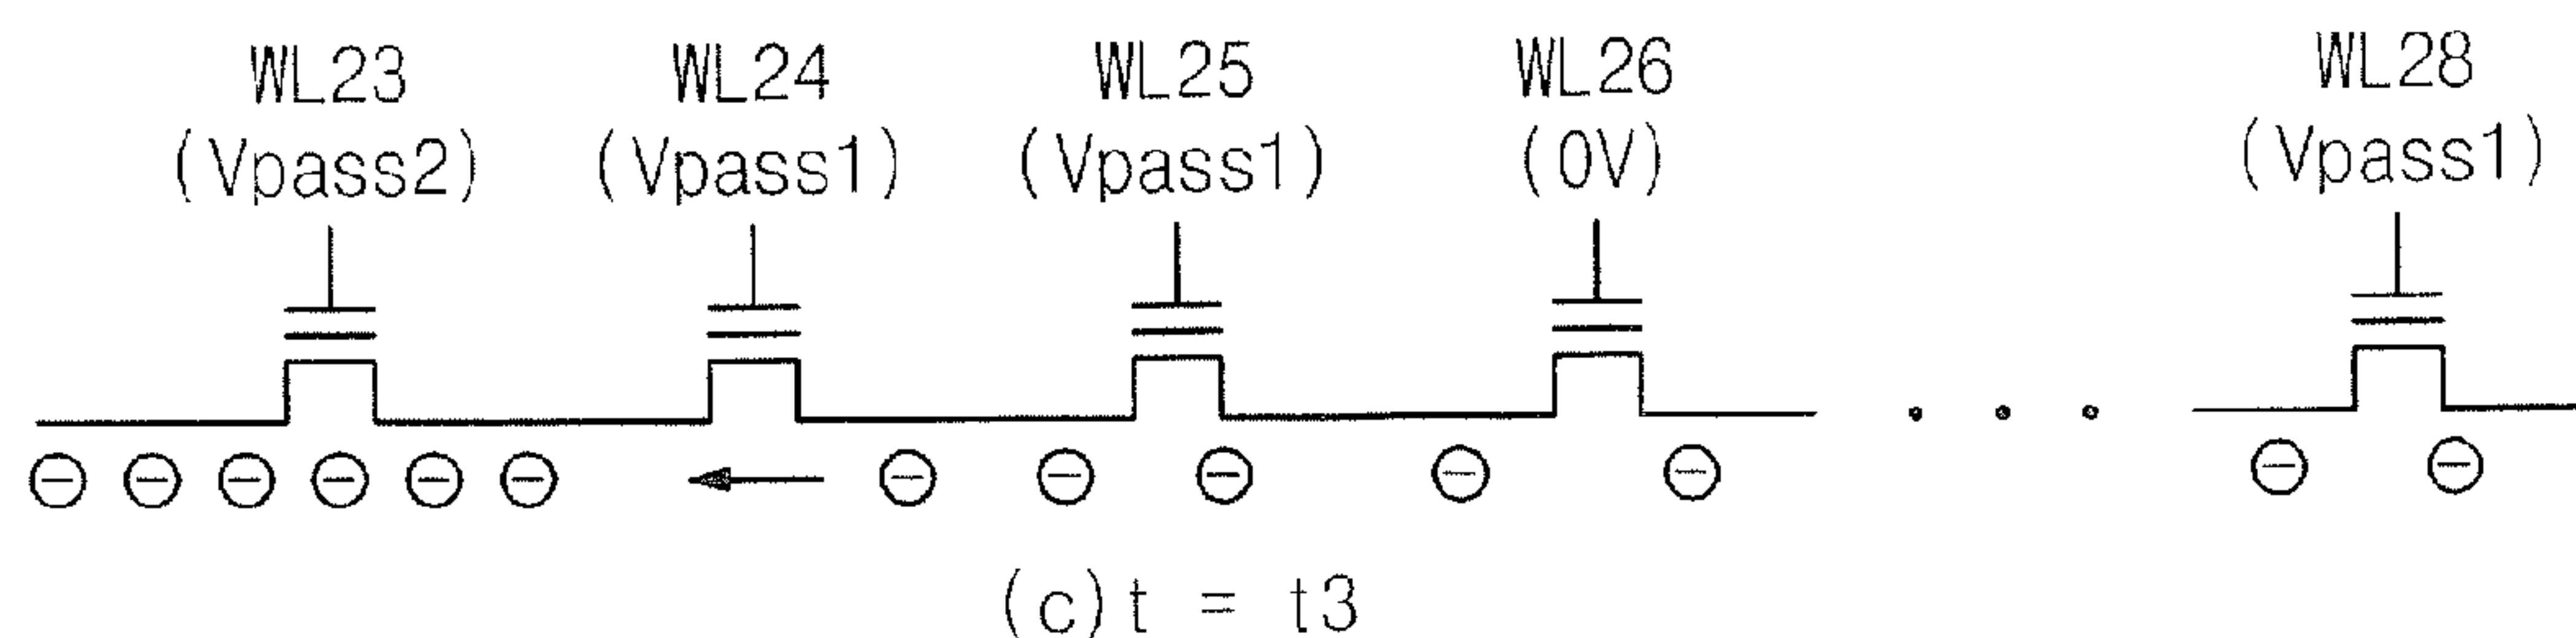 WL23 WL24 WL25 WL26 WL28
(Vpass2) (Vpass1) (Vpass1) (0V) (Vpass1)
(c) t = t3